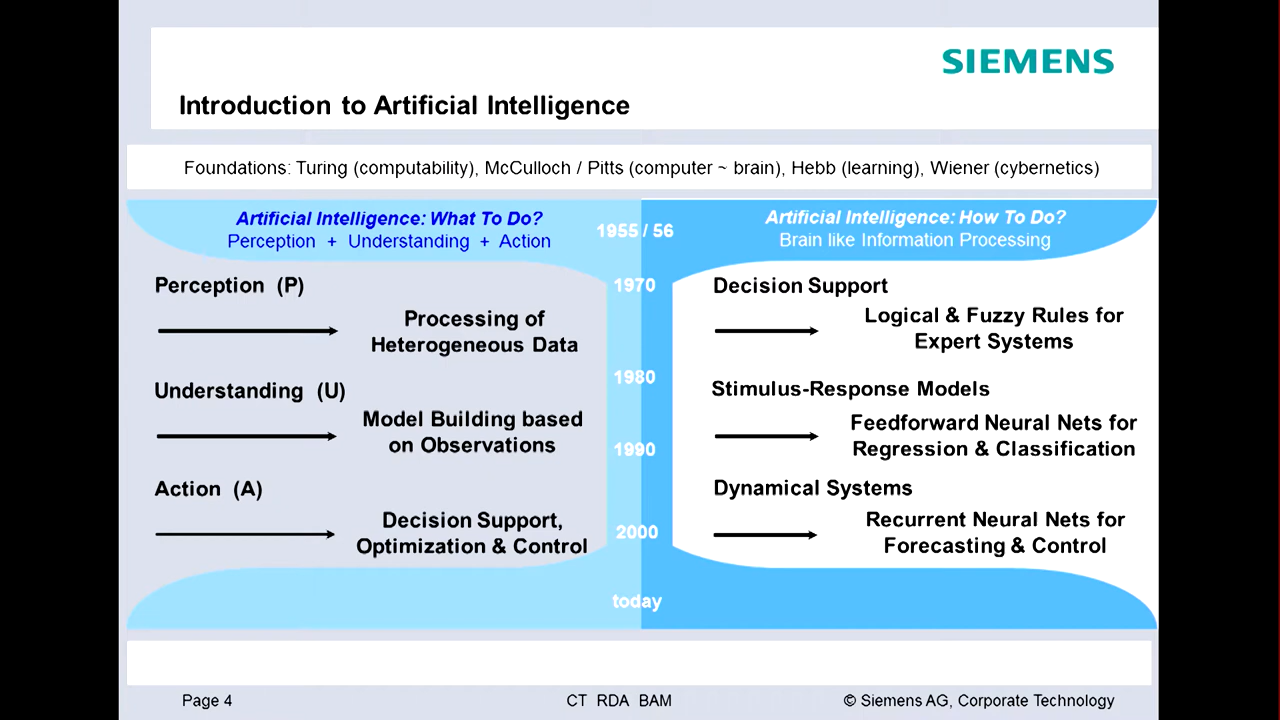 SIEMENS
Introduction to Artificial Intelligence
Foundations: Turing (computability), McCulloch / Pitts (computer ~ brain), Hebb (learning), Wiener (cybernetics)
Artificial Intelligence: What To Do?
Perception + Understanding + Action
1955 / 56
Artificial Intelligence: How To Do?
Brain like Information Processing
Perception (P)
Processing of
Heterogeneous Data
Understanding (U)
Model Building based
on Observations
Action (A)
Decision Support,
Optimization & Control
1970
1980
1990
2000
today
Decision Support
Logical & Fuzzy Rules for
Expert Systems
Stimulus-Response Models
Feedforward Neural Nets for
Regression & Classification
Dynamical Systems
Recurrent Neural Nets for
Forecasting & Control
Page 4
CT RDA BAM
© Siemens AG, Corporate Technology